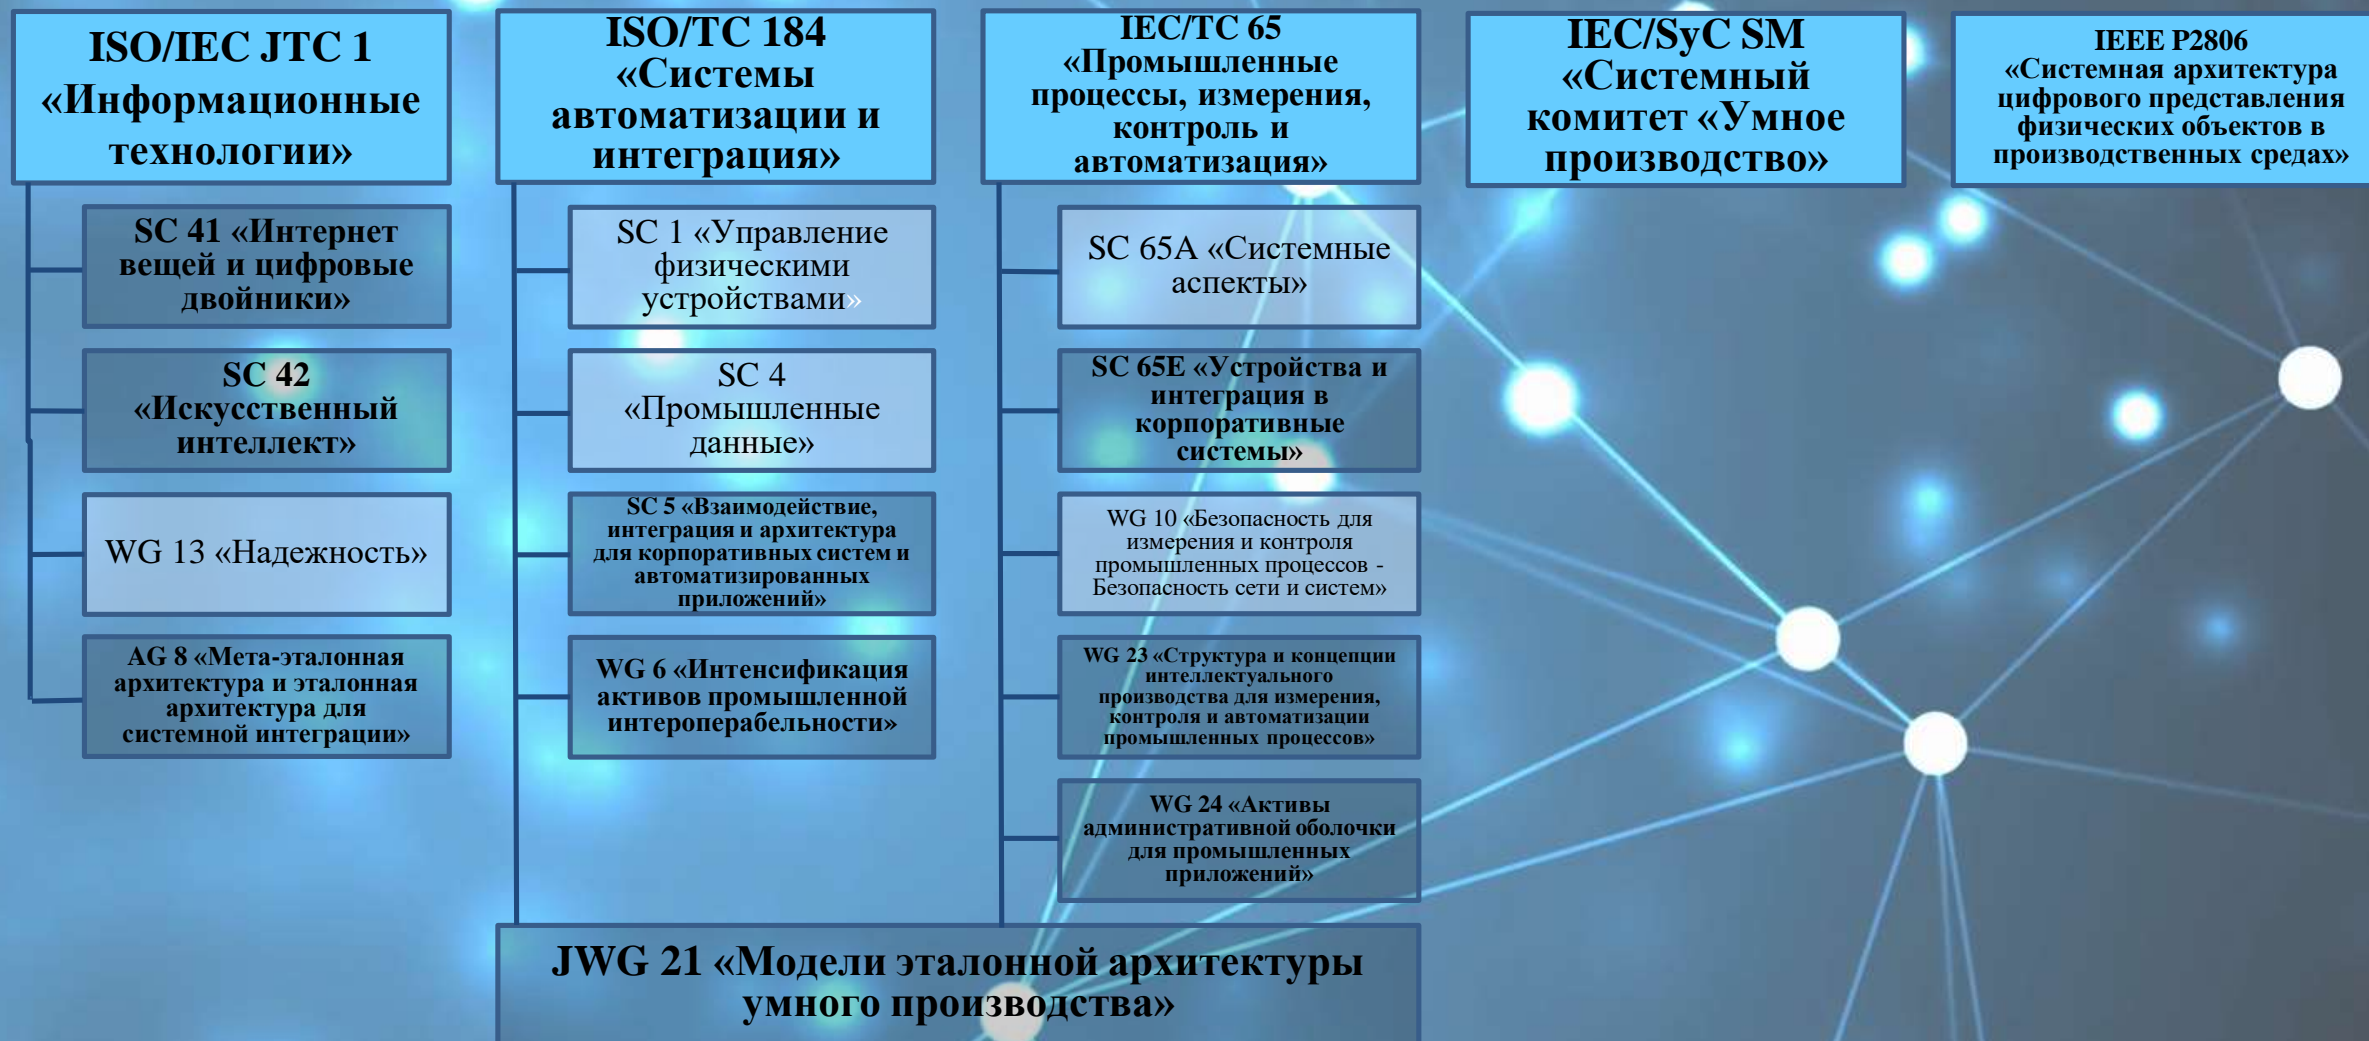 ISO/IEC JTC 1
«Информационные
технологии»
SC 41 «Интернет
вещей и цифровые
двойники»
SC 42
«Искусственный
интеллект»
WG 13 «Надежность»
AG 8 «Мета-эталонная
архитектура и эталонная
архитектура для
системной интеграции»
ISO/TC 184
«Системы
автоматизации и
интеграция»
SC 1 «Управление
физическими
устройствами»
SC 4
«Промышленные
данные»
SC 5 «Взаимодействие,
интеграция и архитектура
для корпоративных систем и
автоматизированных
приложений»
WG 6 «Интенсификация
активов промышленной
интероперабельности»
IEC/TC 65
«Промышленные
процессы, измерения,
контроль и
автоматизация»
SC 65A «Системные
аспекты»
SC 65E «Устройства и
интеграция в
корпоративные
системы»
WG 10 «Безопасность для
измерения и контроля
промышленных процессов -
Безопасность сети и систем»
WG 23 «Структура и концепции
интеллектуального
производства для измерения,
контроля и автоматизации
промышленных процессов»
WG 24 «Активы
административной оболочки
для промышленных
приложений»
JWG 21 «Модели эталонной архитектуры
умного производства»
IEC/SyC SM
«Системный
комитет «Умное
производство»
IEEE P2806
«Системная архитектура
цифрового представления
физических объектов в
производственных средах»